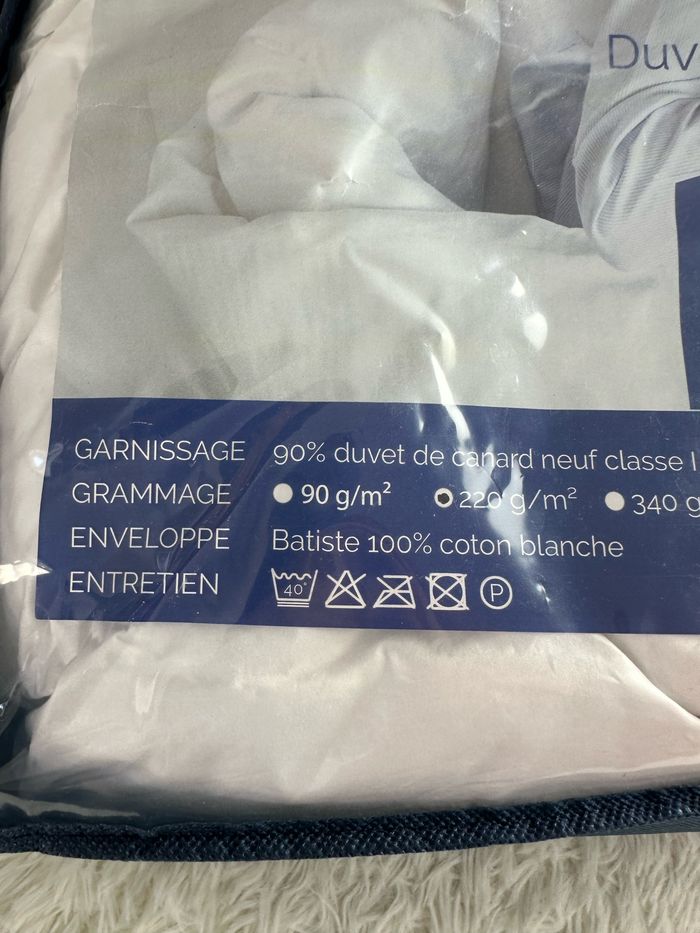 Duv
GARNISSAGE 90% duvet de canard neuf classe I
GRAMMAGE 90 g/m² 220 g/m² 340 g
ENVELOPPE Batiste 100% coton blanche
ENTRETIEN 40° P